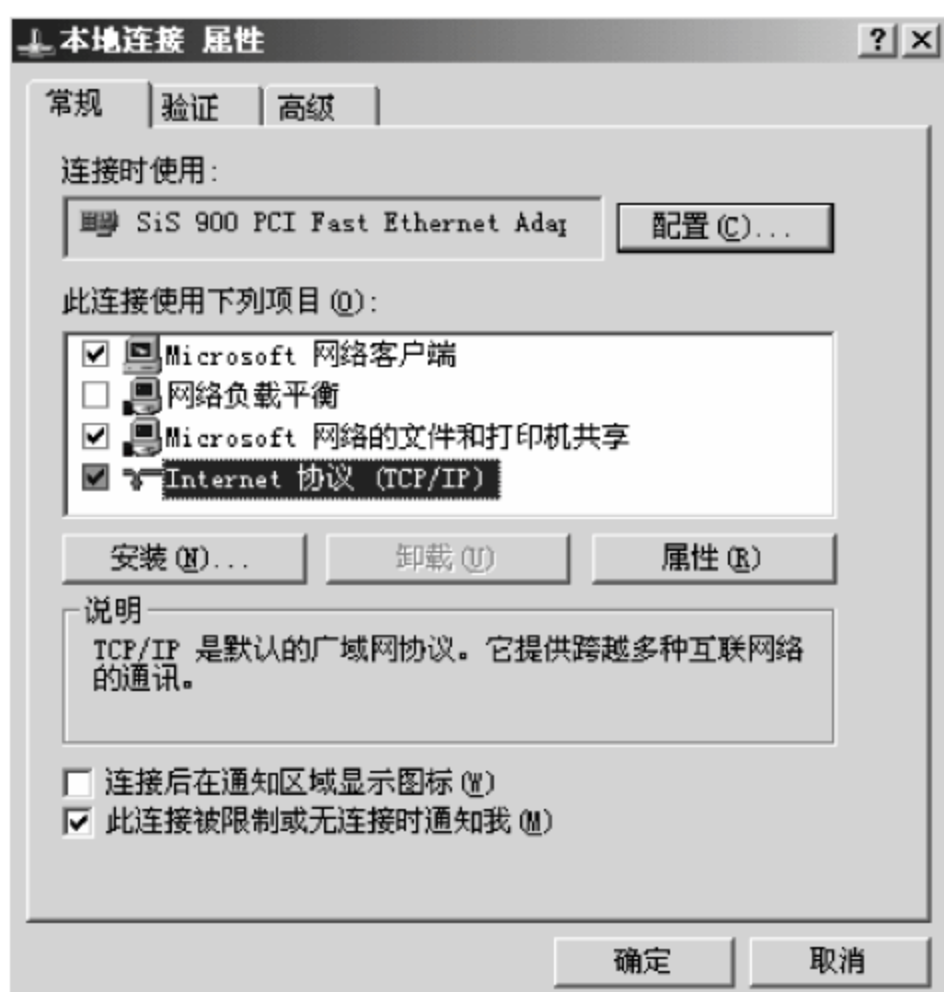 本地连接 属性
常规 验证 高级
连接时使用:
SiS 900 PCI Fast Ethernet Adap
配置(C)...
此连接使用下列项目(O):
Microsoft 网络客户端
网络负载平衡
Microsoft 网络的文件和打印机共享
Internet 协议 (TCP/IP)
安装(N)... 卸载(U) 属性(R)
说明
TCP/IP 是默认的广域网协议。它提供跨越多种互联网络
的通讯。
连接后在通知区域显示图标(W)
此连接被限制或无连接时通知我(M)
确定 取消